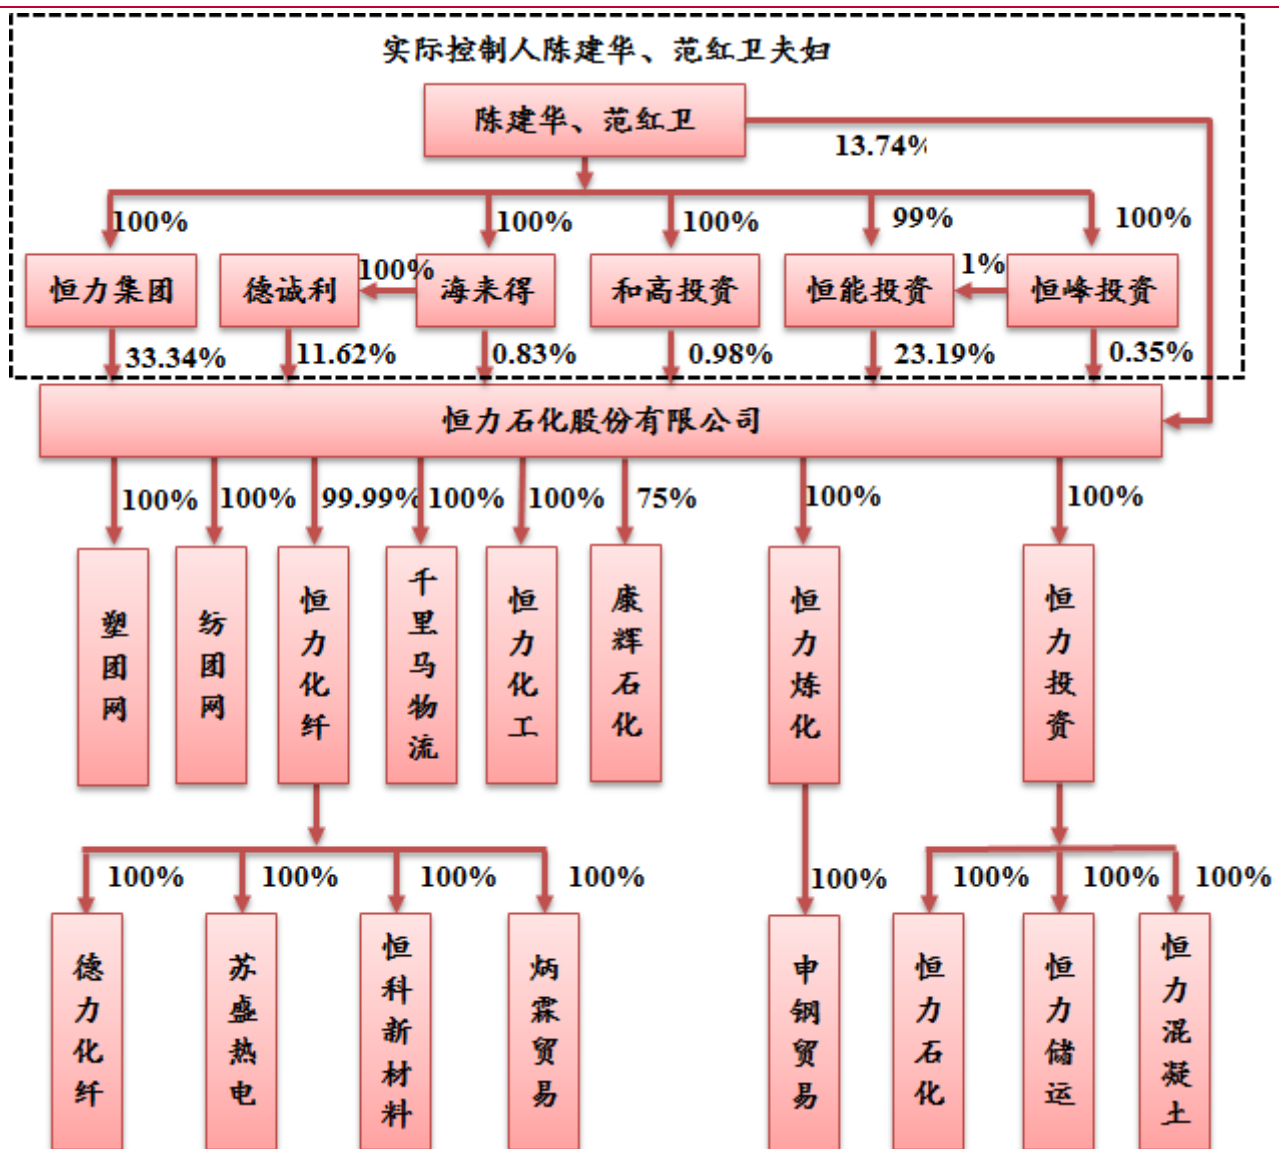 实际控制人陈建华、范红卫夫妇
陈建华、范红卫
13.74%
100%
100%
100%
99%
100%
恒力集团
德诚利
100%
海来得
和高投资
恒能投资
1%
恒峰投资
33.34%
11.62%
0.83%
0.98%
23.19%
0.35%
恒力石化股份有限公司
100%
100%
99.99%
100%
100%
75%
100%
100%
塑团网
纺团网
恒力化纤
千里马物流
恒力化工
康辉石化
恒力炼化
恒力投资
100%
100%
100%
100%
100%
100%
100%
100%
德力化纤
苏盛热电
恒科新材料
炳霖贸易
申钢贸易
恒力石化
恒力储运
恒力混凝土